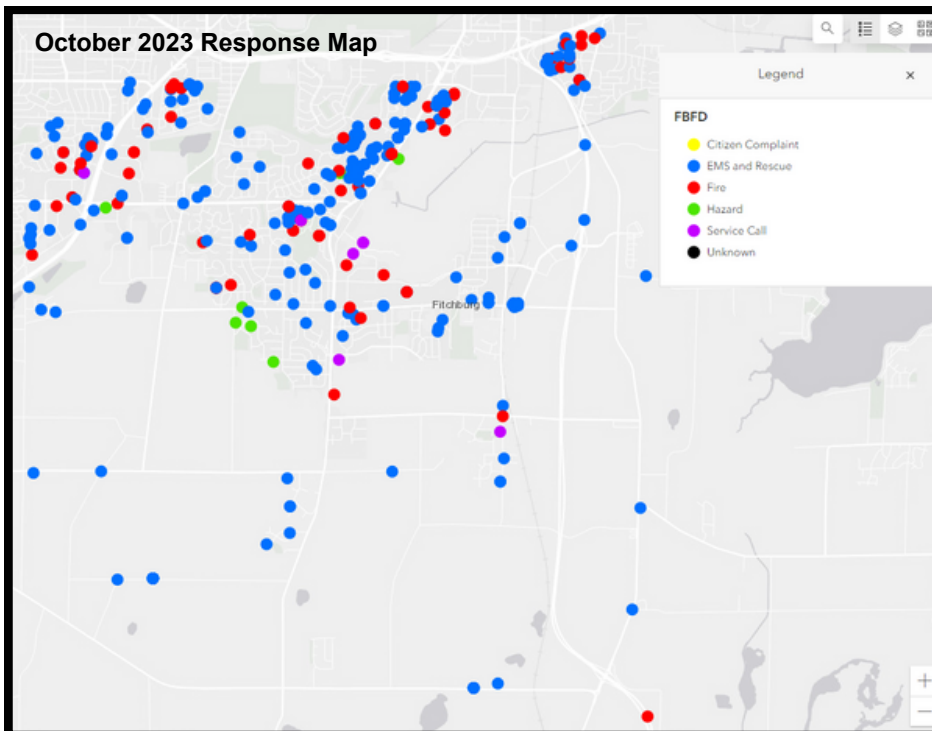 October 2023 Response Map
Legend
×
FBFD
Citizen Complaint
EMS and Rescue
Fire
Hazard
Service Call
Unknown
Fitchburg
+
−